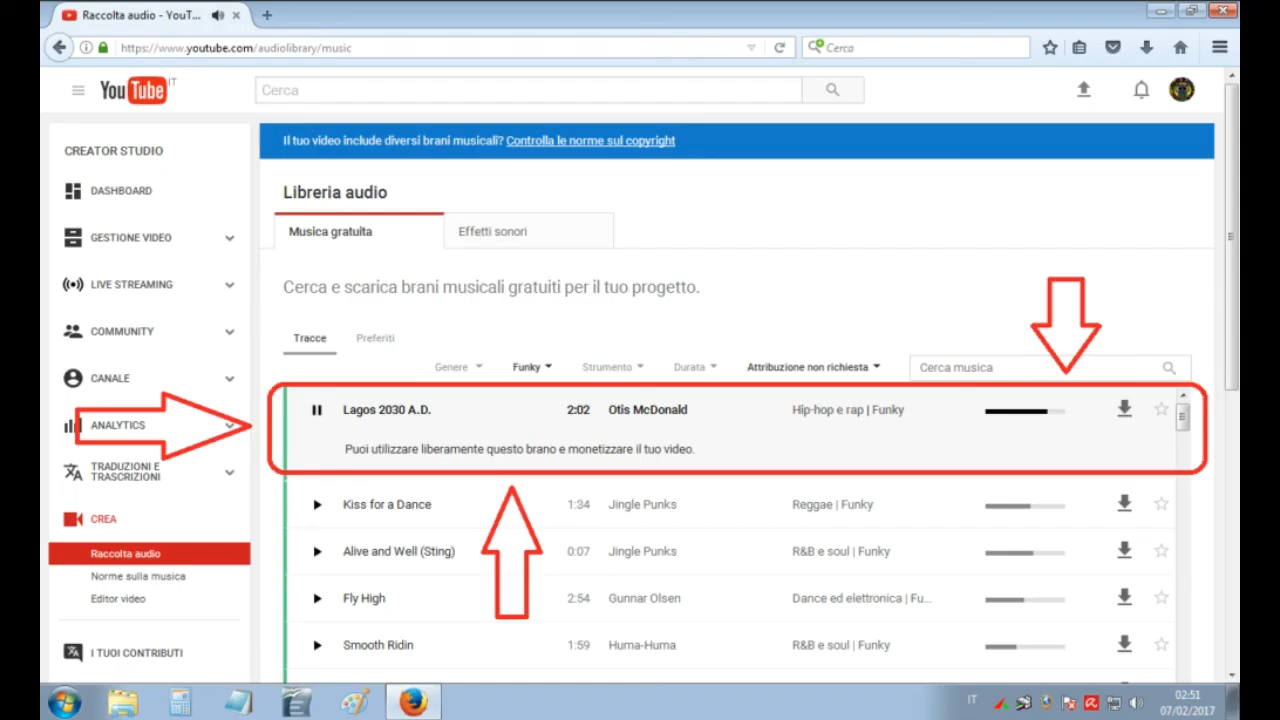 Raccolta audio - YouT...
https://www.youtube.com/audiolibrary/music
Cerca
YouTube IT
Cerca
CREATOR STUDIO
DASHBOARD
GESTIONE VIDEO
LIVE STREAMING
COMMUNITY
CANALE
ANALYTICS
TRADUZIONI E
TRASCRIZIONI
CREA
Raccolta audio
Norme sulla musica
Editor video
I TUOI CONTRIBUTI
Il tuo video include diversi brani musicali? Controlla le norme sul copyright
Libreria audio
Musica gratuita Effetti sonori
Cerca e scarica brani musicali gratuiti per il tuo progetto.
Tracce Preferiti
Genere Funky Strumento Durata Attribuzione non richiesta Cerca musica
Lagos 2030 A.D. 2:02 Otis McDonald Hip-hop e rap | Funky
Puoi utilizzare liberamente questo brano e monetizzare il tuo video.
Kiss for a Dance 1:34 Jingle Punks Reggae | Funky
Alive and Well (Sting) 0:07 Jingle Punks R&B e soul | Funky
Fly High 2:54 Gunnar Olsen Dance ed elettronica | Fu...
Smooth Ridin 1:59 Huma-Huma R&B e soul | Funky
IT
02:51
07/02/2017